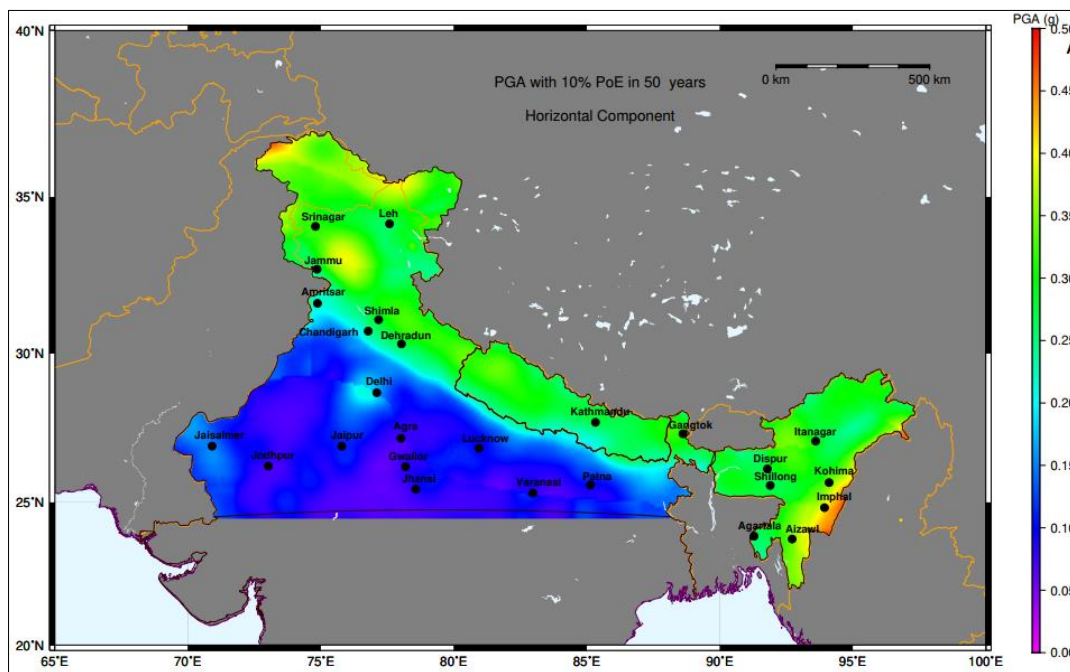 PGA (g)
40°N
35°N
30°N
25°N
20°N
65°E
70°E
75°E
80°E
85°E
90°E
95°E
100°E
PGA with 10% PoE in 50 years
Horizontal Component
0 km
500 km
Srinagar
Leh
Jammu
Amritsar
Shimla
Chandigarh
Dehradun
Delhi
Kathmandu
Gangtok
Itanagar
Agra
Jaisalmer
Jaipur
Lucknow
Jodhpur
Gwalior
Dispur
Kohima
Jhansi
Varanasi
Patna
Shillong
Imphal
Agartala
Aizawl
0.50
A
0.45
0.40
0.35
0.30
0.25
0.20
0.15
0.10
0.05
0.00